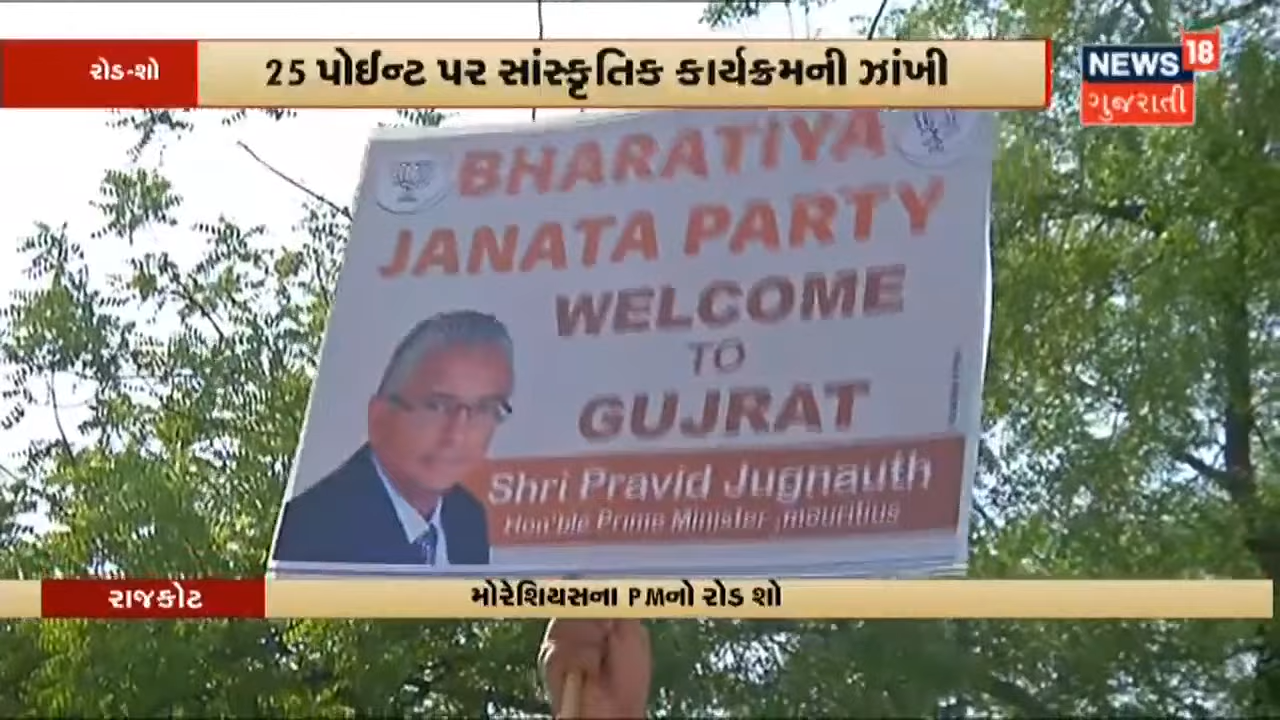 રોડ-શો
25 પોઈન્ટ પર સાંસ્કૃતિક કાર્યક્રમની ઝાંખી
NEWS 18
ગુજરાતી
BHARATIYA
JANATA PARTY
WELCOME
TO
GUJRAT
Shri Pravid Jugnauth
Hon'ble Prime Minister ,mauritius
રાજકોટ
મોરેશિયસના PMનો રોડ શો